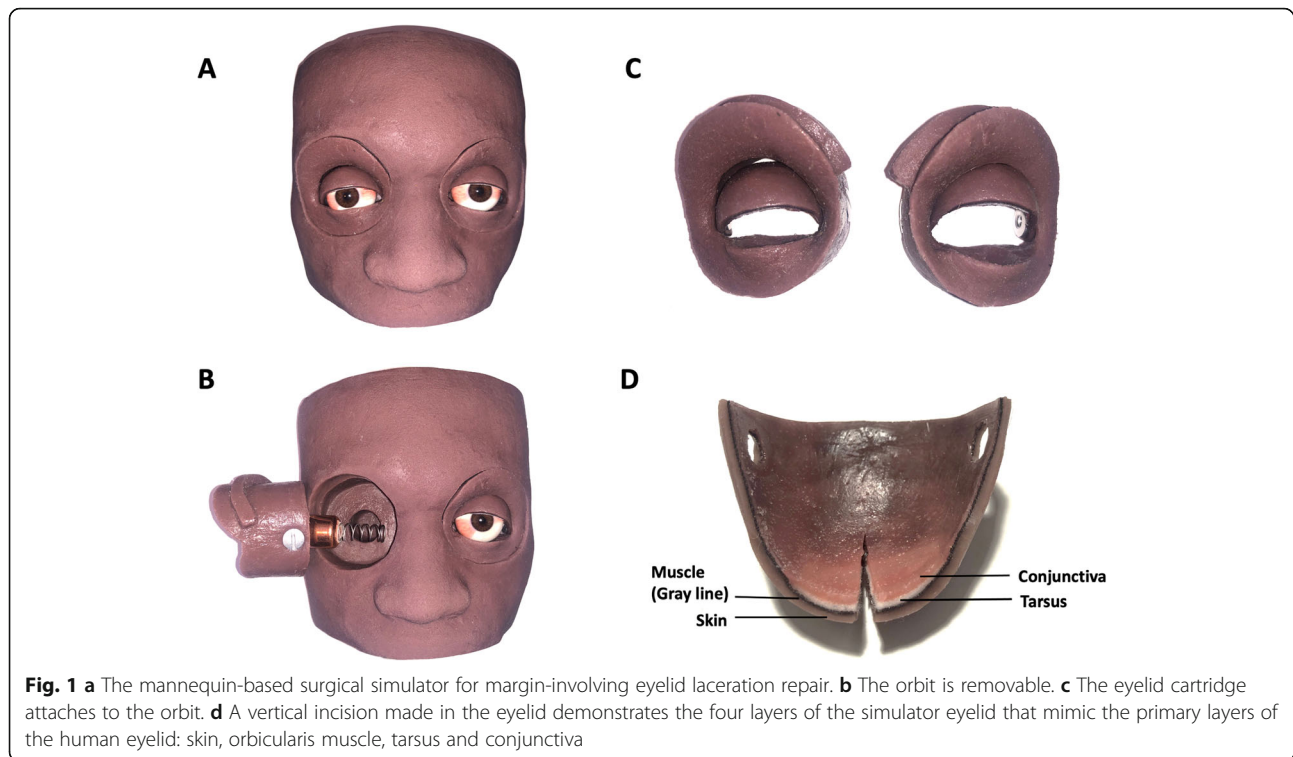 A
C
B
D
Muscle
(Gray line)
Skin
Conjunctiva
Tarsus
Fig. 1 a The mannequin-based surgical simulator for margin-involving eyelid laceration repair. b The orbit is removable. c The eyelid cartridge
attaches to the orbit. d A vertical incision made in the eyelid demonstrates the four layers of the simulator eyelid that mimic the primary layers of
the human eyelid: skin, orbicularis muscle, tarsus and conjunctiva